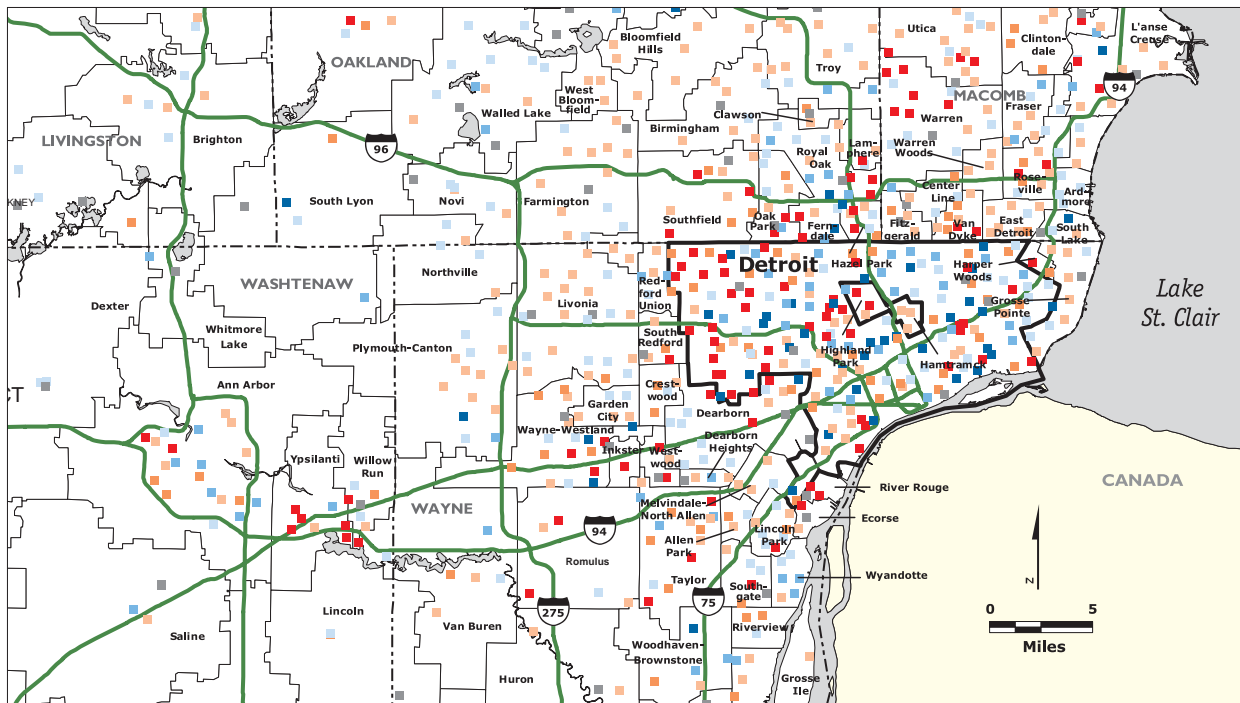 Utica
Clinton-
dale
L'anse
Creuse
Bloomfield
Hills
OAKLAND
Troy
West
Bloom-
field
MACOMB
94
Fraser
Walled Lake
Clawson
Warren
LIVINGSTON
Brighton
96
Birmingham
Royal
Oak
Lam-
phere
Warren
Woods
Rose-
ville
Center
Line
Ard-
more
KNEY
South Lyon
Novi
Farmington
Southfield
Oak
Park
Fern-
dale
Fitz
gerald
Van
Dyke
East
Detroit
South
Lake
WASHTENAW
Northville
Detroit
Hazel Park
Harper
Woods
Red-
ford
Union
Livonia
Grosse
Pointe
Lake
St. Clair
Dexter
Whitmore
Lake
Plymouth-Canton
South
Redford
Highland
Park
Hamtramck
CT
Ann Arbor
Crest-
wood
Garden
City
Dearborn
Wayne-Westland
Dearborn
Heights
Inkster
West-
wood
Ypsilanti
Willow
Run
CANADA
River Rouge
WAYNE
Melvindale-
North Allen
Ecorse
94
Lincoln
Park
Allen
Park
Romulus
Wyandotte
Taylor
South-
gate
z
Lincoln
275
75
0
5
Miles
Van Buren
Riverview
Saline
Woodhaven-
Brownstone
Huron
Grosse
Ile